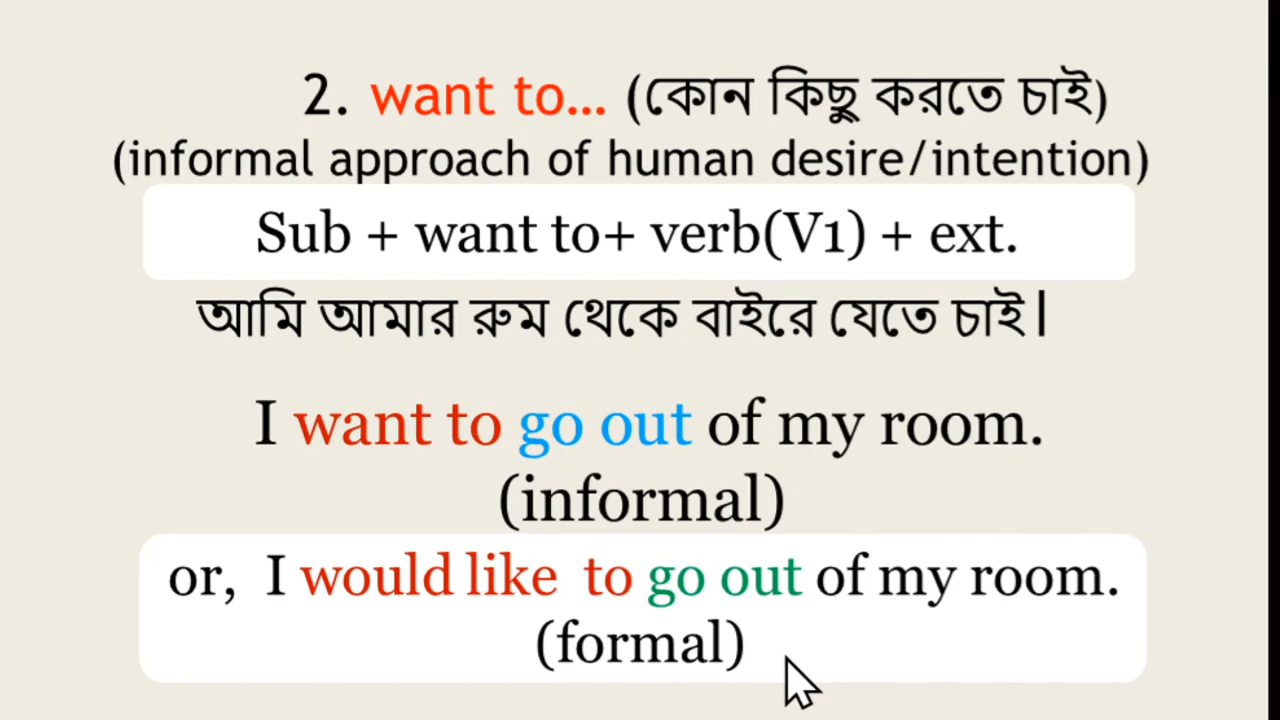 2. want to... (কোন কিছু করতে চাই)
(informal approach of human desire/intention)
Sub + want to+ verb(V1) + ext.
আমি আমার রুম থেকে বাইরে যেতে চাই।
I want to go out of my room.
(informal)
or, I would like to go out of my room.
(formal)